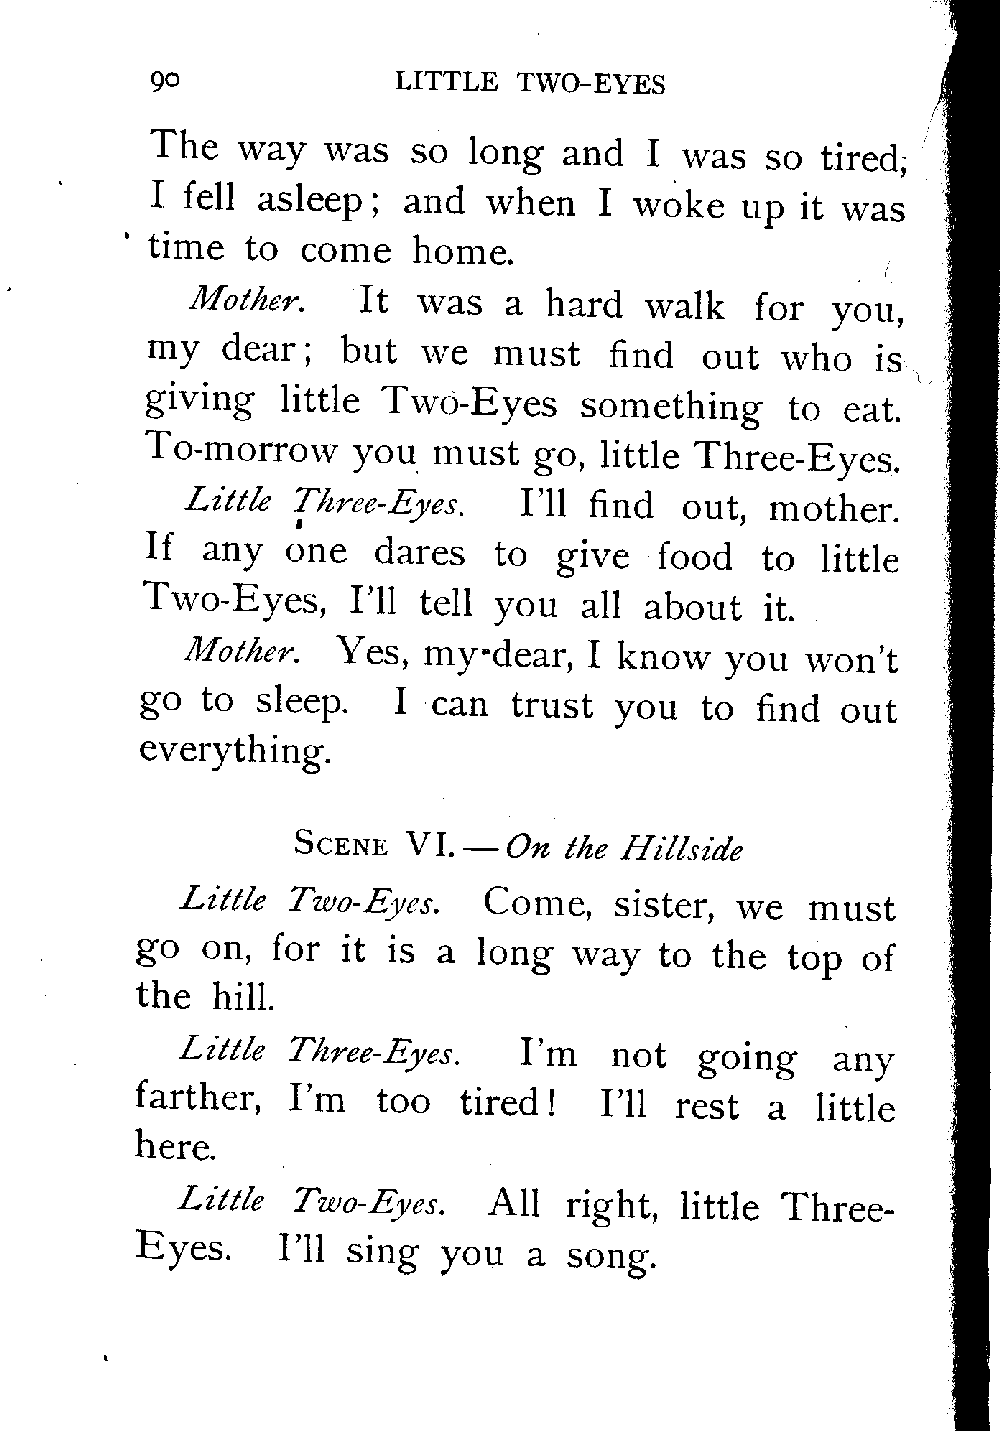 90 LITTLE TWO-EYES
The way was so long and I was so tired;
I fell asleep; and when I woke up it was
time to come home.
Mother. It was a hard walk for you,
my dear; but we must find out who is
giving little Two-Eyes something to eat.
To-morrow you must go, little Three-Eyes.
Little Three-Eyes. I'll find out, mother.
If any one dares to give food to little
Two-Eyes, I'll tell you all about it.
Mother. Yes, my dear, I know you won't
go to sleep. I can trust you to find out
everything.
SCENE VI.—On the Hillside
Little Two-Eyes. Come, sister, we must
go on, for it is a long way to the top of
the hill.
Little Three-Eyes. I'm not going any
farther, I'm too tired! I'll rest a little
here.
Little Two-Eyes. All right, little Three-
Eyes. I'll sing you a song.